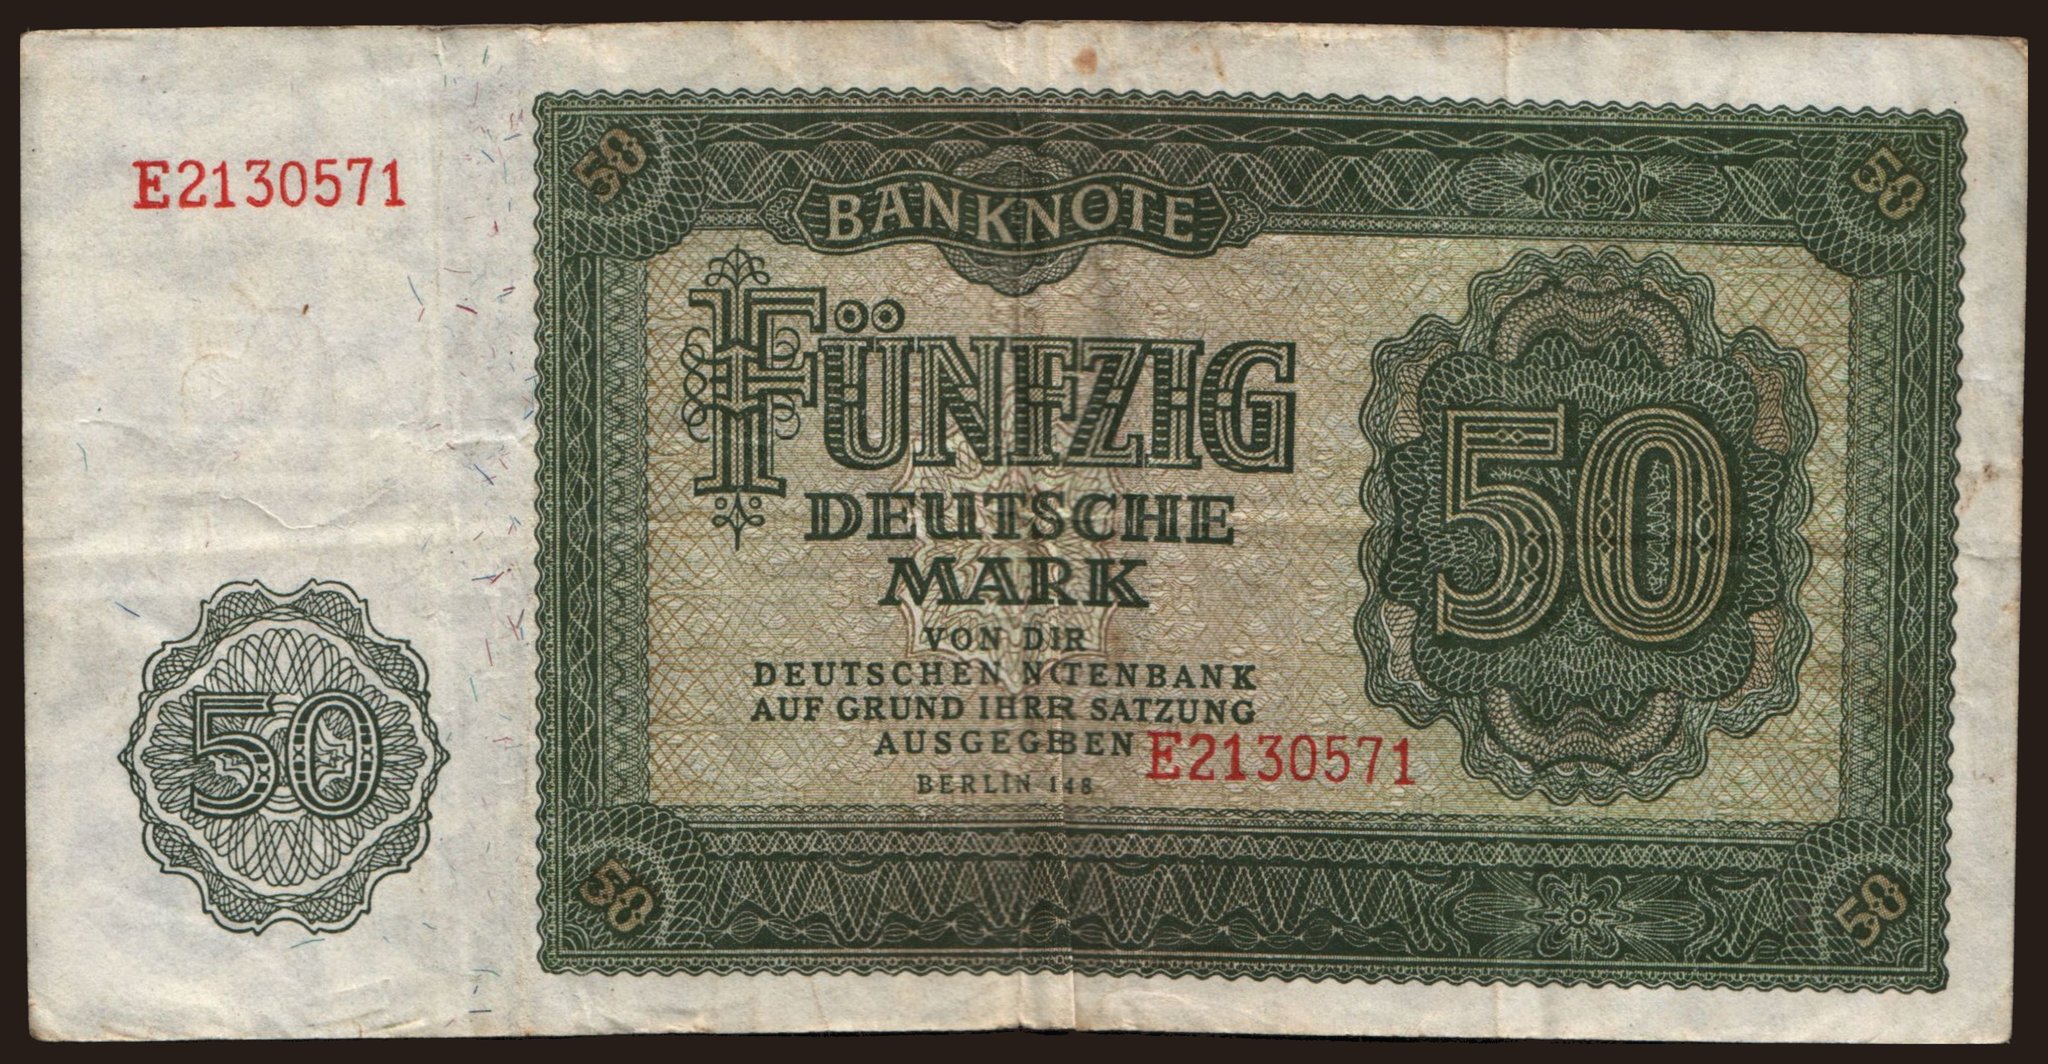 E2130571
50
50
BANKNOTE
FÜNFZIG
DEUTSCHE
MARK
VON DIR
DEUTSCHEN NTENBANK
AUF GRUND IHRER SATZUNG
AUSGEGEBEN E2130571
BERLIN 148
50
50
50
50